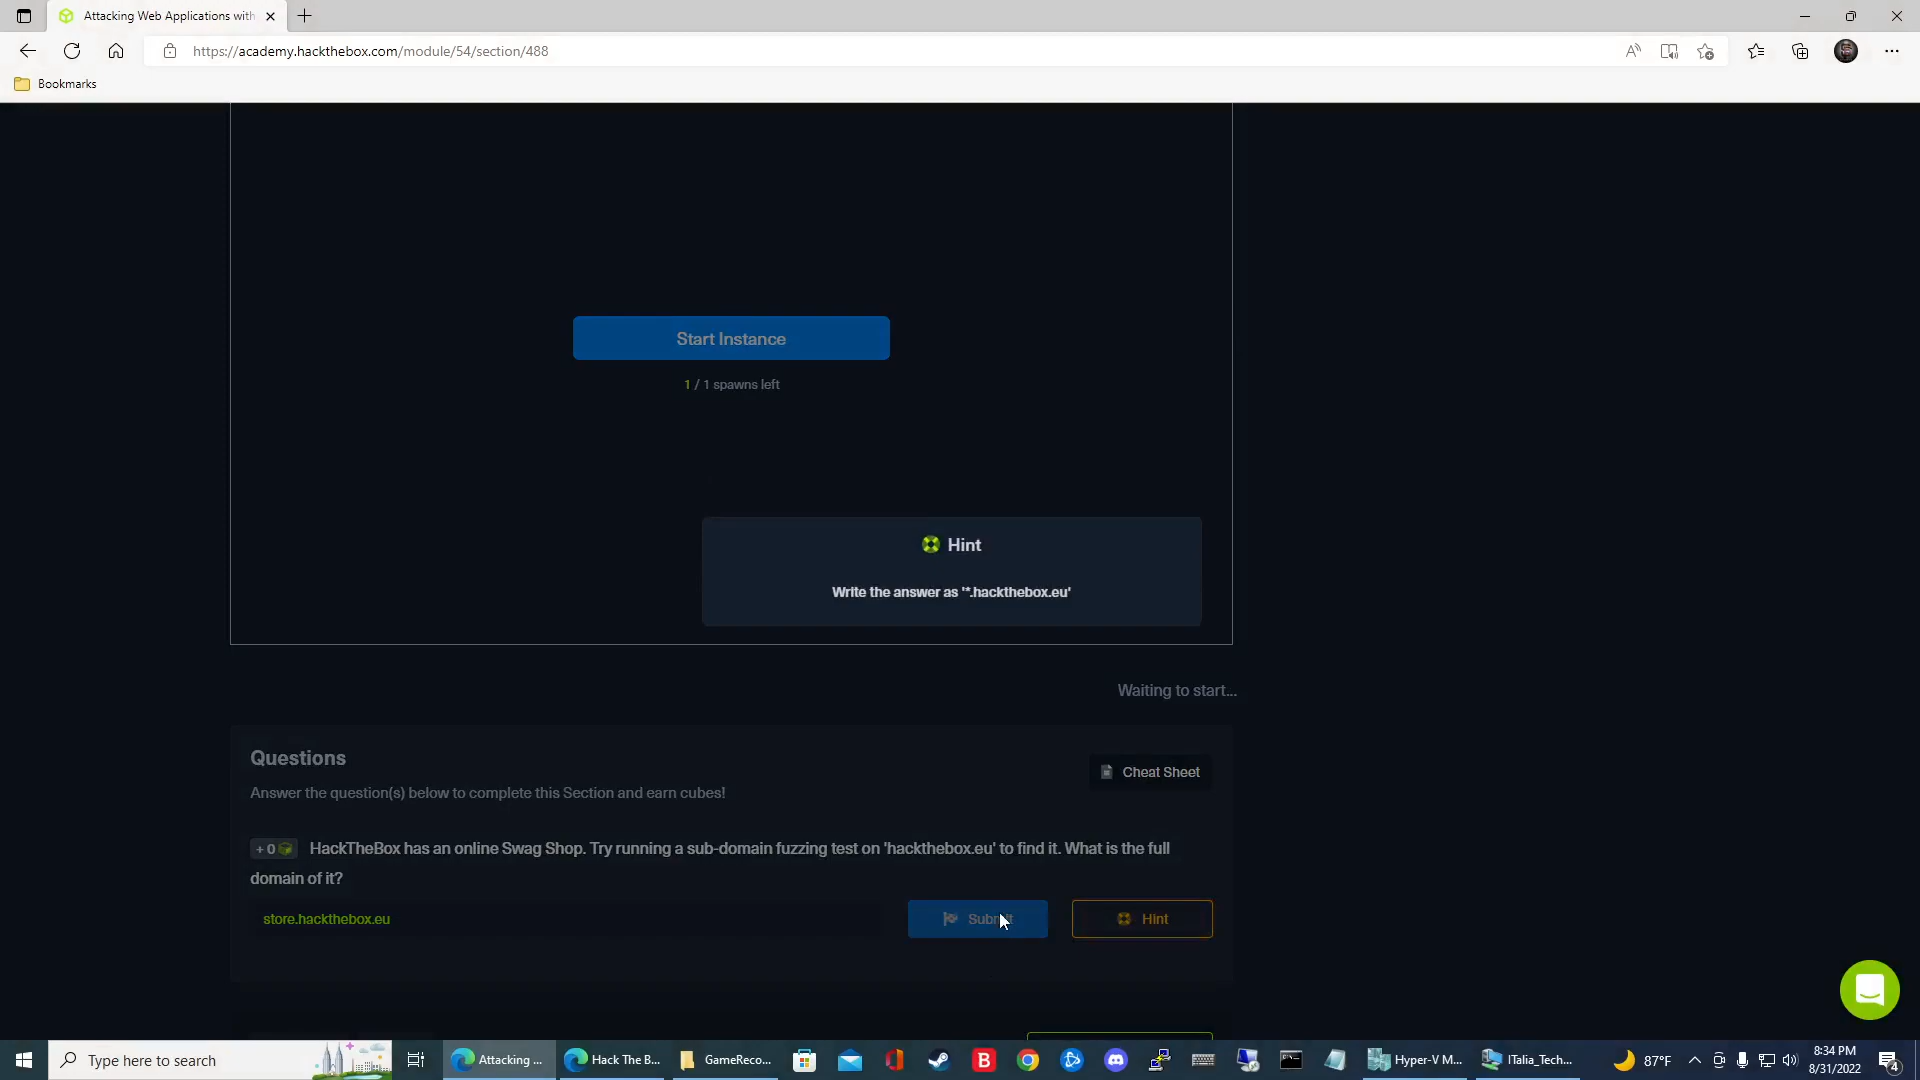 Attacking Web Applications with
https://academy.hackthebox.com/module/54/section/488
Bookmarks
Start Instance
1 / 1 spawns left
Hint
Write the answer as '*.hackthebox.eu'
Waiting to start...
Questions
Cheat Sheet
Answer the question(s) below to complete this Section and earn cubes!
+ 0 HackTheBox has an online Swag Shop. Try running a sub-domain fuzzing test on 'hackthebox.eu' to find it. What is the full
domain of it?
store.hackthebox.eu
Submit
Hint
Type here to search
Attacking ...
Hack The B...
GameReco...
B
Hyper-V M...
ITalia_Tech...
87°F
8:34 PM
8/31/2022
4